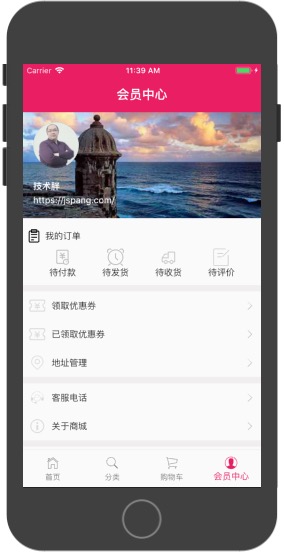 Carrier 11:39 AM
会员中心
技术胖
https://jspang.com/
我的订单
待付款 待发货 待收货 待评价
领取优惠券
已领取优惠券
地址管理
客服电话
关于商城
首页 分类 购物车 会员中心